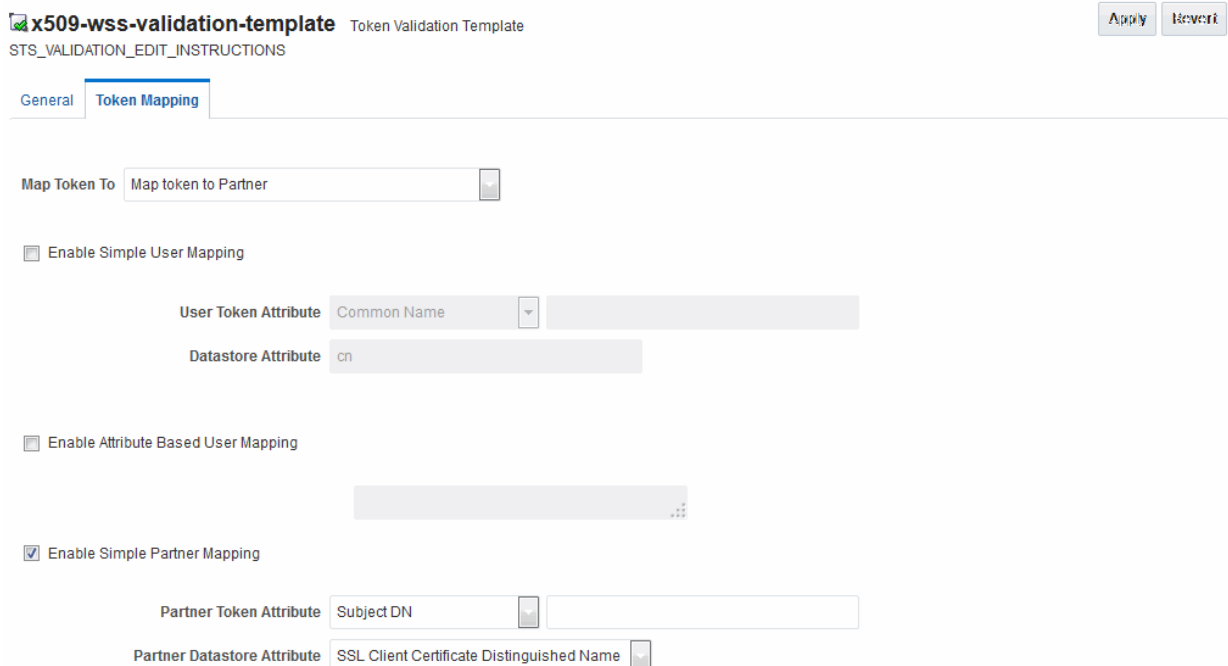 x509-wss-validation-template Token Validation Template Apply Revert
STS_VALIDATION_EDIT_INSTRUCTIONS
General Token Mapping
Map Token To Map token to Partner
Enable Simple User Mapping
User Token Attribute Common Name
Datastore Attribute cn
Enable Attribute Based User Mapping
Enable Simple Partner Mapping
Partner Token Attribute Subject DN
Partner Datastore Attribute SSL Client Certificate Distinguished Name